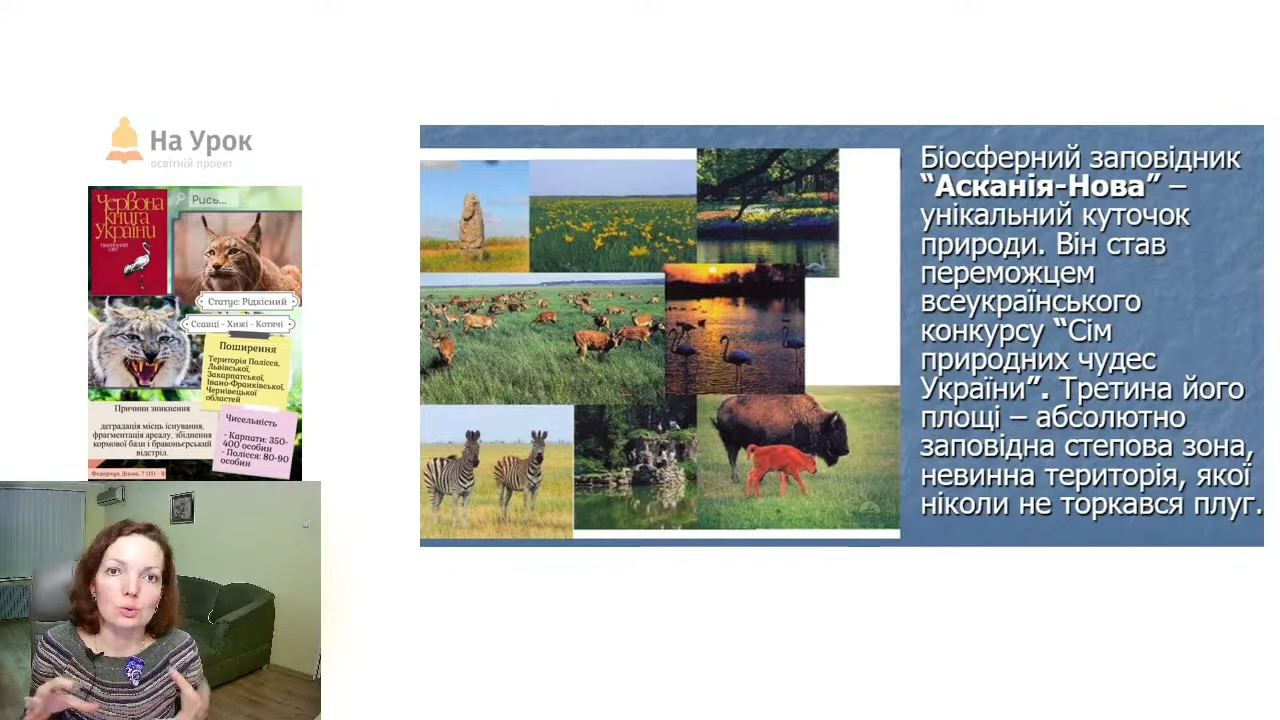 На Урок
освітній проект
Червона
книга
України
ТВАРИННИЙ
СВІТ
Рись...
Статус: Рідкісний
Ссавці - Хижі - Котячі
Поширення
Територія Полісся,
Львівської,
Закарпатської,
Івано-Франківської,
Чернівецької
областей
Причини зникнення
деградація місць існування,
фрагментація ареалу, збіднення
кормової бази і браконьєрський
відстріл.
Чисельність
- Карпати: 350-
400 особин
- Полісся: 80-90
особин
Біосферний заповідник
“Асканія-Нова” –
унікальний куточок
природи. Він став
переможцем
всеукраїнського
конкурсу “Сім
природних чудес
України”. Третина його
площі – абсолютно
заповідна степова зона,
невинна територія, якої
ніколи не торкався плуг.